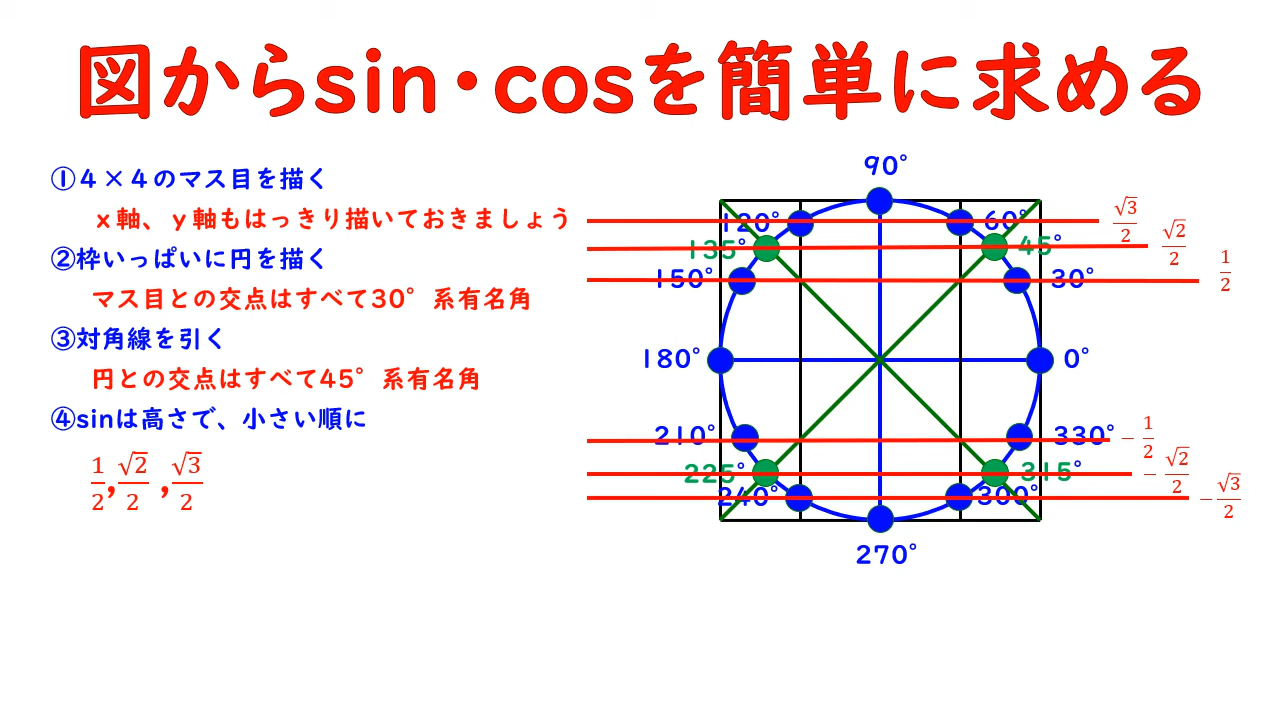 図からsin・cosを簡単に求める
①４×４のマス目を描く
ｘ軸、ｙ軸もはっきり描いておきましょう
②枠いっぱいに円を描く
マス目との交点はすべて30°系有名角
③対角線を引く
円との交点はすべて45°系有名角
④sinは高さで、小さい順に
1/2, √2/2 , √3/2
90°
120° 60° √3/2
135° 45° √2/2
150° 30° 1/2
180° 0°
210° 330° −1/2
225° 315° −√2/2
240° 300° −√3/2
270°